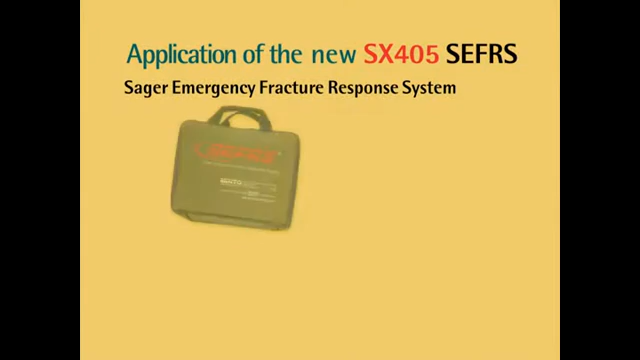 Application of the new SX405 SEFRS
Sager Emergency Fracture Response System